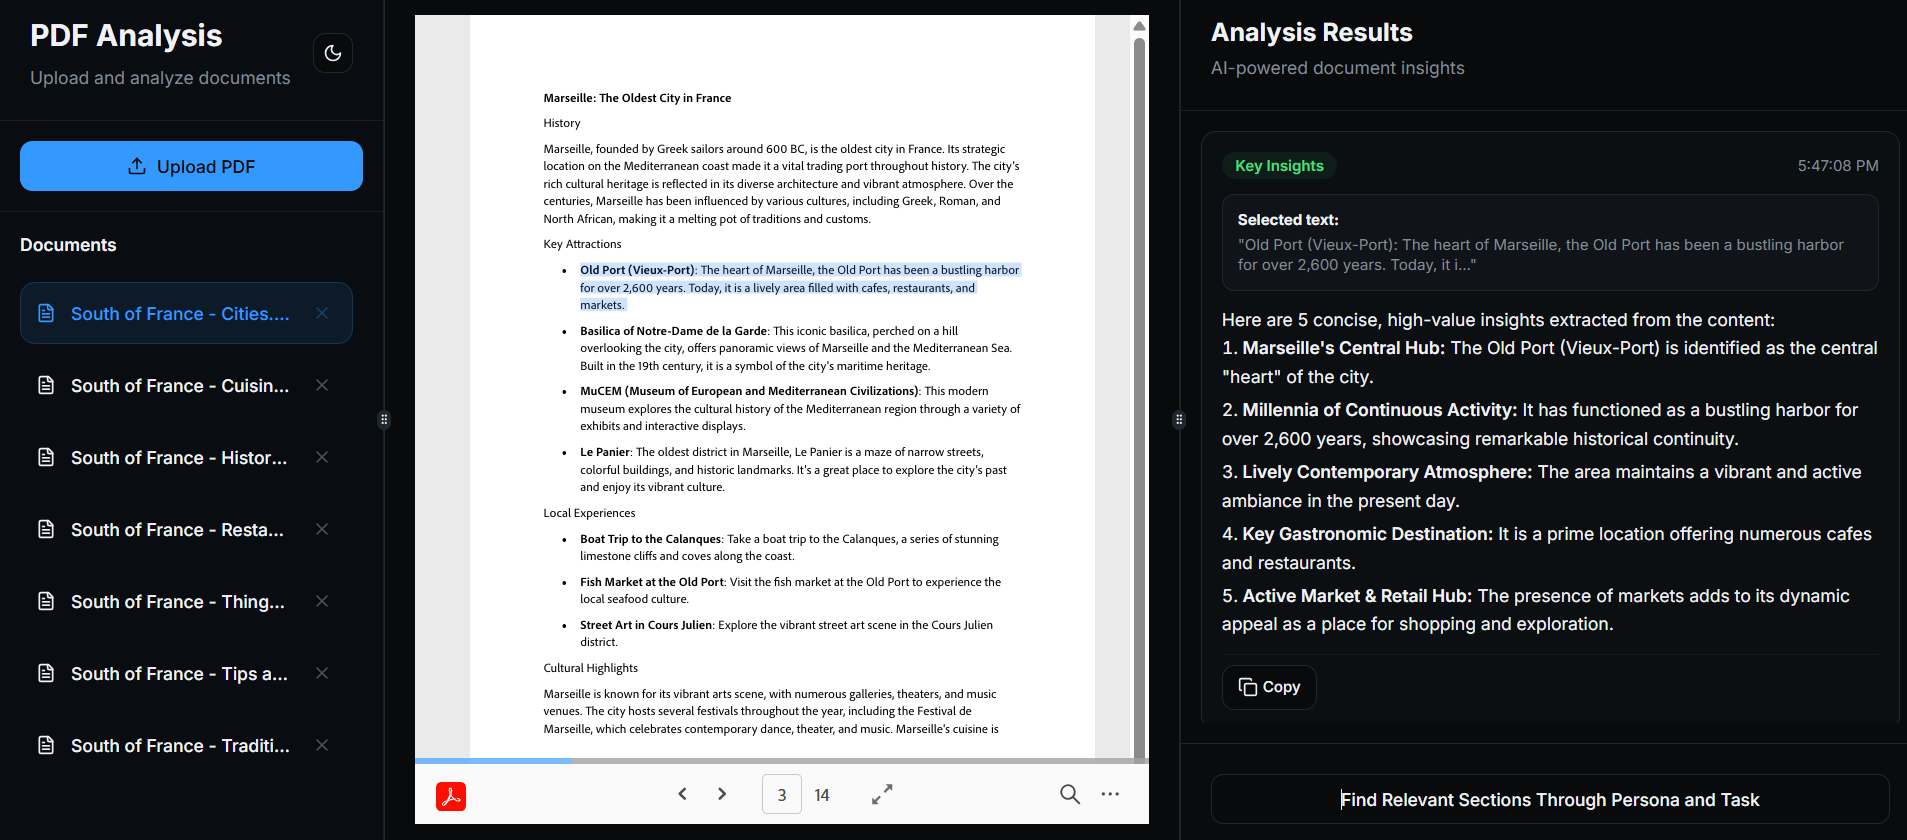 PDF Analysis
Upload and analyze documents
Upload PDF
Documents
South of France - Cities....
South of France - Cuisin...
South of France - Histor...
South of France - Resta...
South of France - Thing...
South of France - Tips a...
South of France - Traditi...
Marseille: The Oldest City in France
History
Marseille, founded by Greek sailors around 600 BC, is the oldest city in France. Its strategic
location on the Mediterranean coast made it a vital trading port throughout history. The city's
rich cultural heritage is reflected in its diverse architecture and vibrant atmosphere. Over the
centuries, Marseille has been influenced by various cultures, including Greek, Roman, and
North African, making it a melting pot of traditions and customs.
Key Attractions
• Old Port (Vieux-Port): The heart of Marseille, the Old Port has been a bustling harbor
for over 2,600 years. Today, it is a lively area filled with cafes, restaurants, and
markets.
• Basilica of Notre-Dame de la Garde: This iconic basilica, perched on a hill
overlooking the city, offers panoramic views of Marseille and the Mediterranean Sea.
Built in the 19th century, it is a symbol of the city's maritime heritage.
• MuCEM (Museum of European and Mediterranean Civilizations): This modern
museum explores the cultural history of the Mediterranean region through a variety of
exhibits and interactive displays.
• Le Panier: The oldest district in Marseille, Le Panier is a maze of narrow streets,
colorful buildings, and historic landmarks. It's a great place to explore the city's past
and enjoy its vibrant culture.
Local Experiences
• Boat Trip to the Calanques: Take a boat trip to the Calanques, a series of stunning
limestone cliffs and coves along the coast.
• Fish Market at the Old Port: Visit the fish market at the Old Port to experience the
local seafood culture.
• Street Art in Cours Julien: Explore the vibrant street art scene in the Cours Julien
district.
Cultural Highlights
Marseille is known for its vibrant arts scene, with numerous galleries, theaters, and music
venues. The city hosts several festivals throughout the year, including the Festival de
Marseille, which celebrates contemporary dance, theater, and music. Marseille's cuisine is
3
14
Analysis Results
AI-powered document insights
Key Insights
5:47:08 PM
Selected text:
"Old Port (Vieux-Port): The heart of Marseille, the Old Port has been a bustling harbor
for over 2,600 years. Today, it i..."
Here are 5 concise, high-value insights extracted from the content:
1. Marseille's Central Hub: The Old Port (Vieux-Port) is identified as the central
"heart" of the city.
2. Millennia of Continuous Activity: It has functioned as a bustling harbor for
over 2,600 years, showcasing remarkable historical continuity.
3. Lively Contemporary Atmosphere: The area maintains a vibrant and active
ambiance in the present day.
4. Key Gastronomic Destination: It is a prime location offering numerous cafes
and restaurants.
5. Active Market & Retail Hub: The presence of markets adds to its dynamic
appeal as a place for shopping and exploration.
Copy
Find Relevant Sections Through Persona and Task